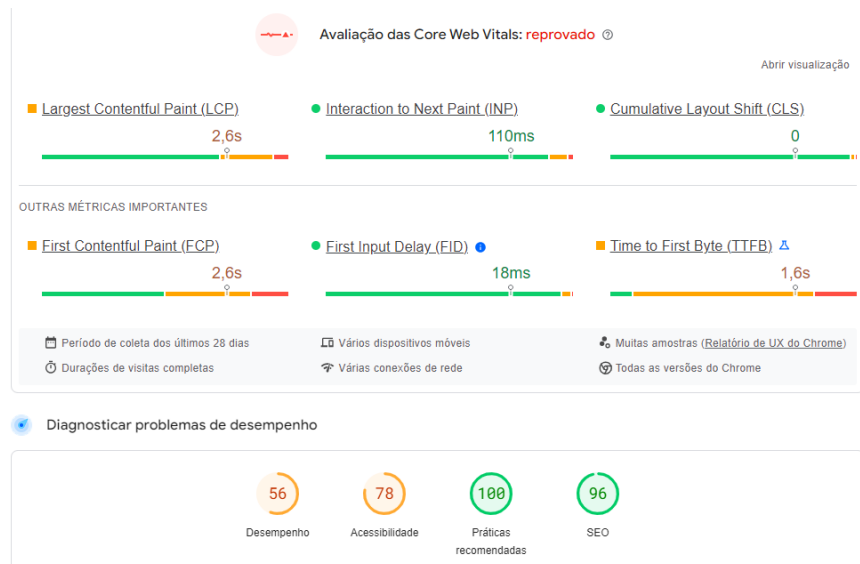 Avaliação das Core Web Vitals: reprovado
Abrir visualização
Largest Contentful Paint (LCP)
2,6s
Interaction to Next Paint (INP)
110ms
Cumulative Layout Shift (CLS)
0
OUTRAS MÉTRICAS IMPORTANTES
First Contentful Paint (FCP)
2,6s
First Input Delay (FID)
18ms
Time to First Byte (TTFB)
1,6s
Período de coleta dos últimos 28 dias
Vários dispositivos móveis
Muitas amostras (Relatório de UX do Chrome)
Durações de visitas completas
Várias conexões de rede
Todas as versões do Chrome
Diagnosticar problemas de desempenho
56
Desempenho
78
Acessibilidade
100
Práticas
recomendadas
96
SEO